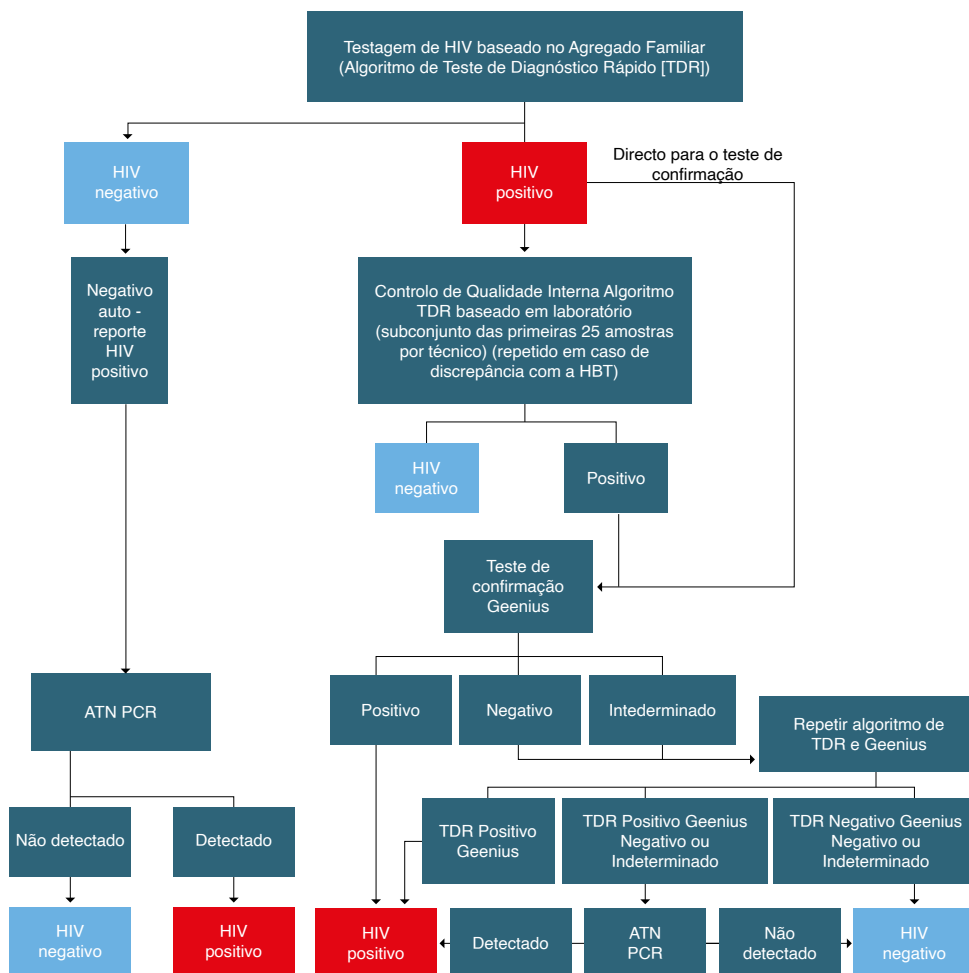 Testagem de HIV baseado no Agregado Familiar
(Algoritmo de Teste de Diagnóstico Rápido [TDR])
HIV
negativo
HIV
positivo
Directo para o teste de
confirmação
Negativo
auto -
reporte
HIV
positivo
Controlo de Qualidade Interna Algoritmo
TDR baseado em laboratório
(subconjunto das primeiras 25 amostras
por técnico) (repetido em caso de
discrepância com a HBT)
HIV
negativo
Positivo
Teste de
confirmação
Geenius
ATN PCR
Positivo
Negativo
Intederminado
Repetir algoritmo de
TDR e Geenius
Não detectado
Detectado
TDR Positivo
Geenius
TDR Positivo Geenius
Negativo ou
Indeterminado
TDR Negativo Geenius
Negativo ou
Indeterminado
HIV
negativo
HIV
positivo
HIV
positivo
Detectado
ATN
PCR
Não
detectado
HIV
negativo